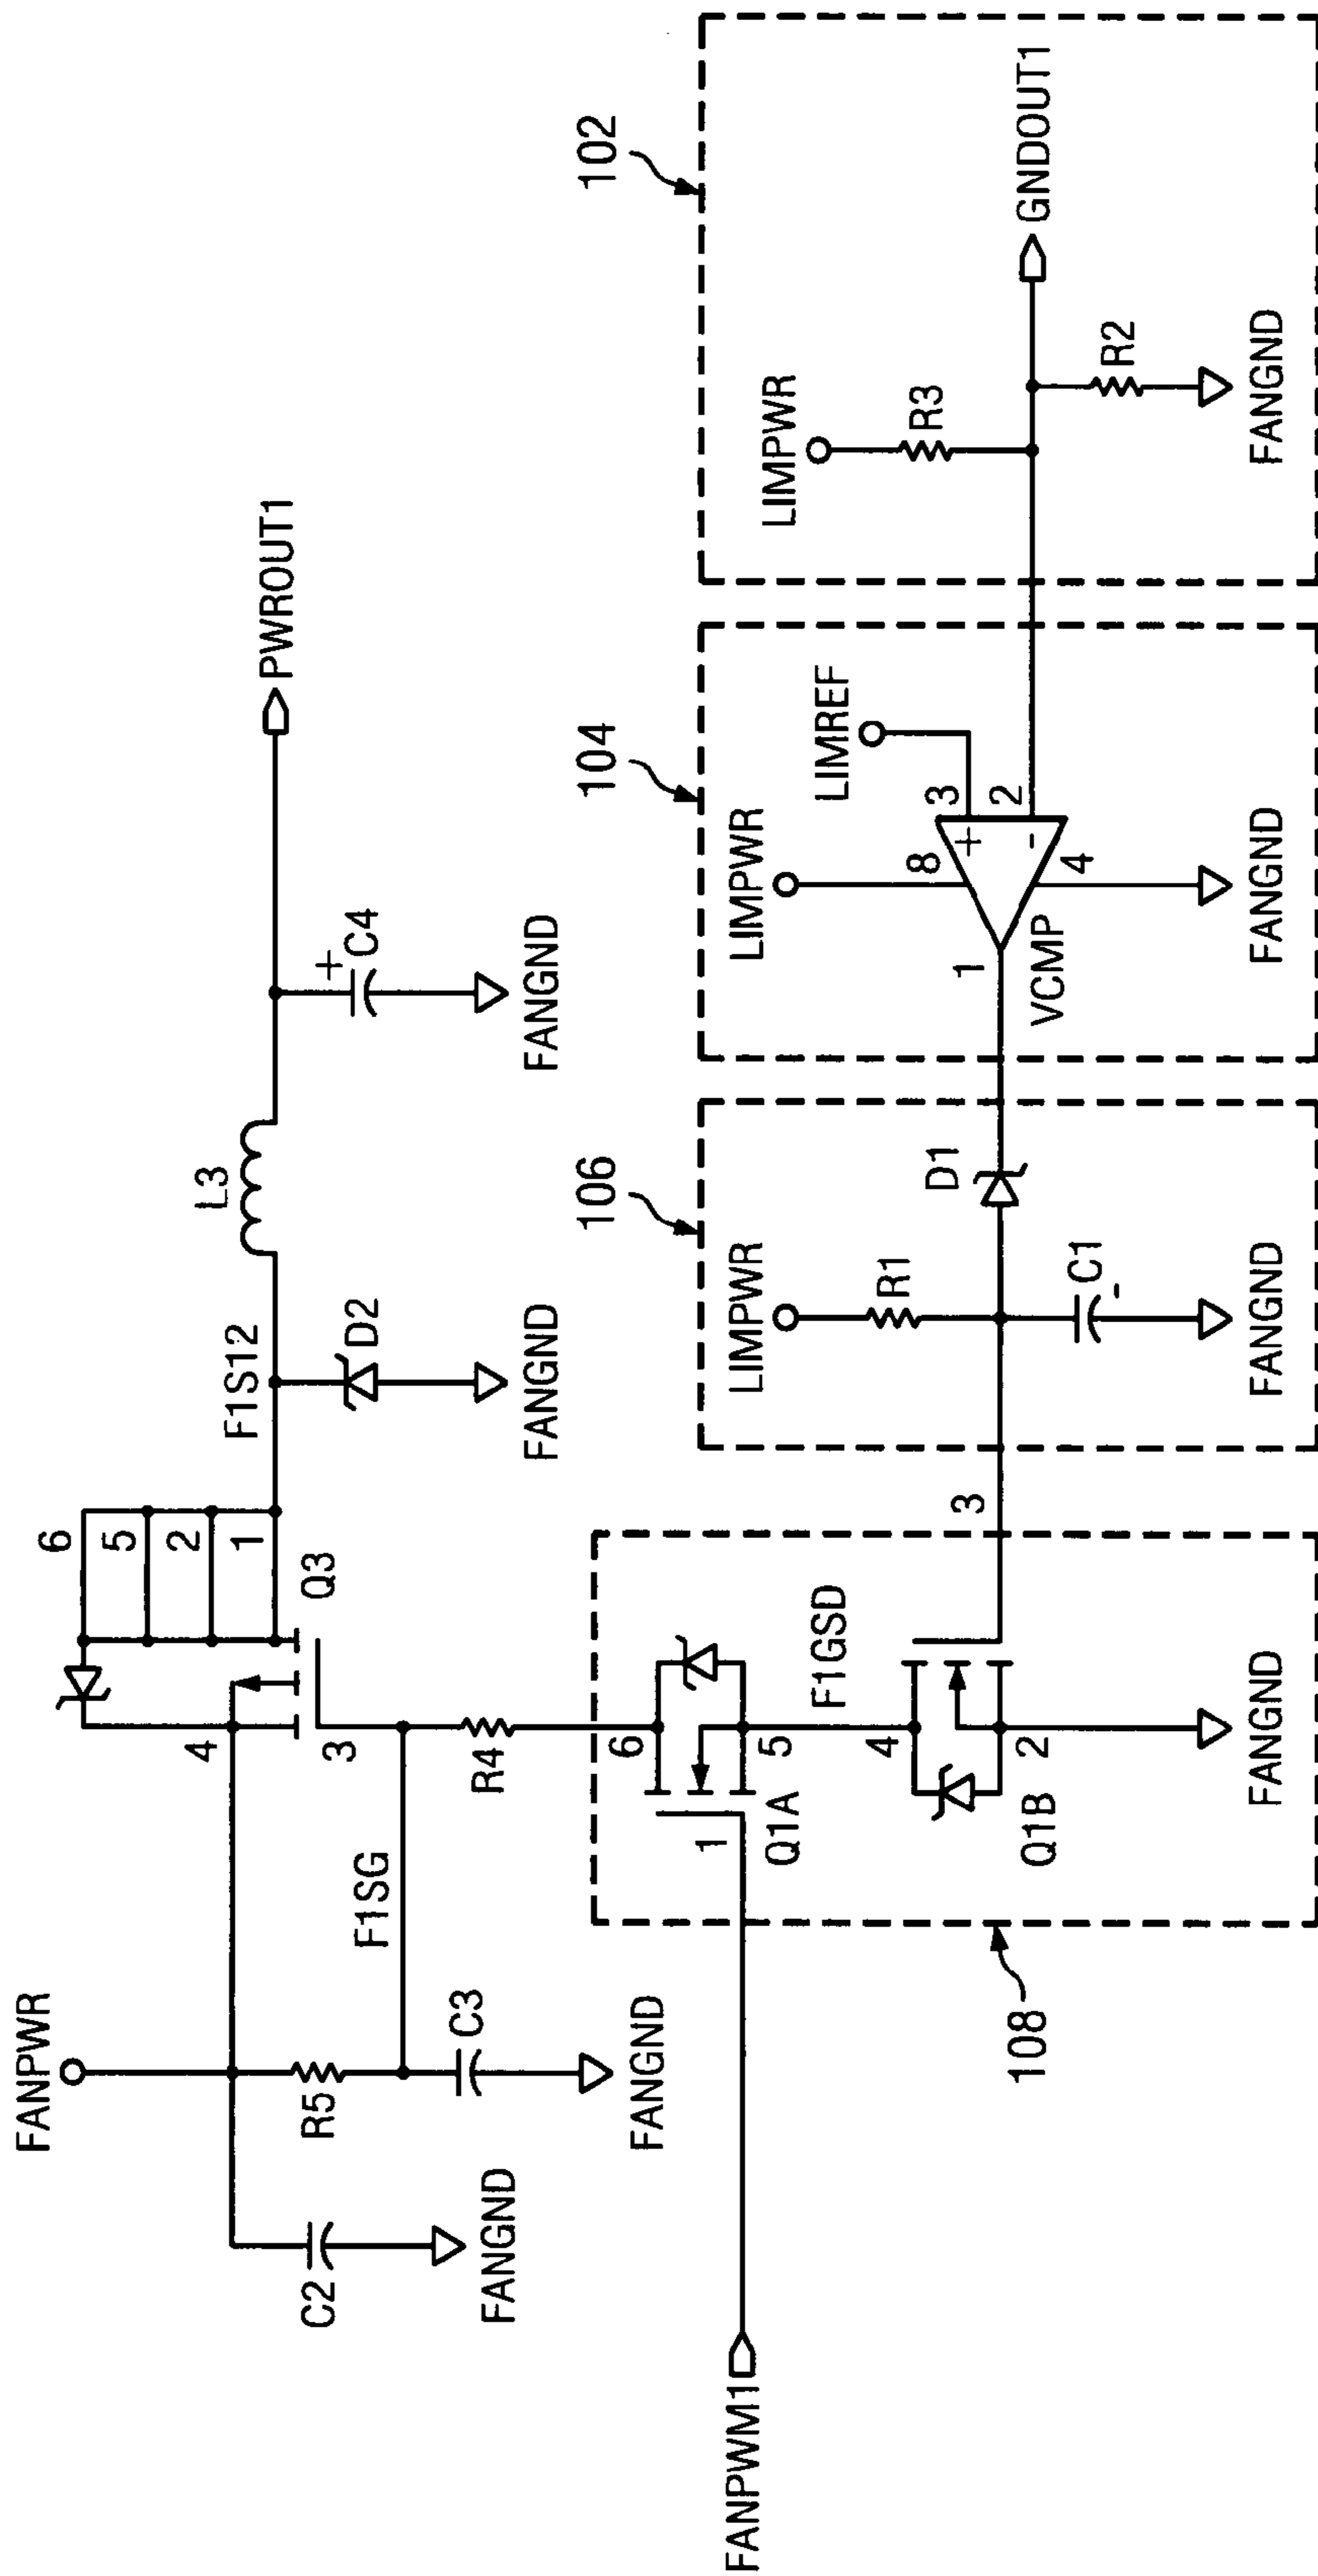 FANPWR
C2
FANGND
R5
F1SG
C3
FANGND
4
3
6
5
2
1
Q3
R4
F1S12
D2
FANGND
L3
+
C4
FANGND
PWROUT1
FANPWM1
108
1
6
5
Q1A
F1GSD
4
2
Q1B
FANGND
3
106
LIMPWR
R1
D1
C1
-
FANGND
104
LIMPWR
LIMREF
8
3
+
2
-
1
4
VCMP
FANGND
102
LIMPWR
R3
R2
GNDOUT1
FANGND